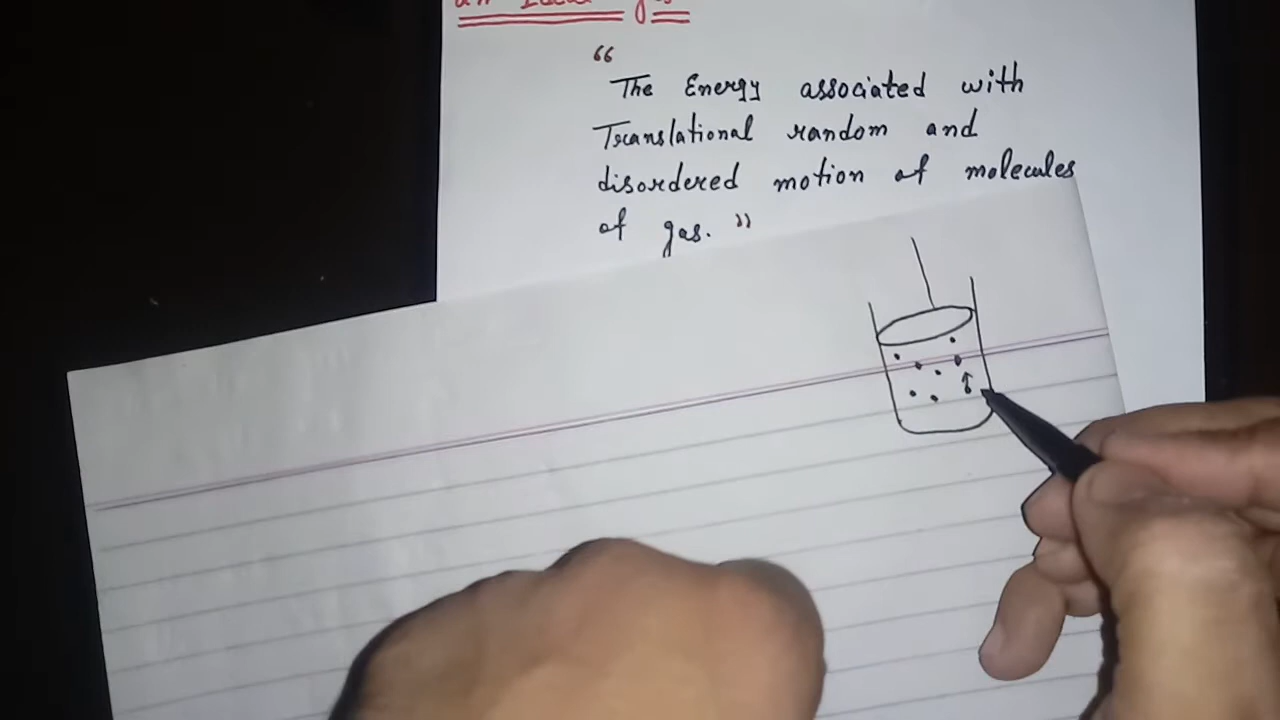 “
The Energy associated with
Translational random and
disordered motion of molecules
of gas. ”